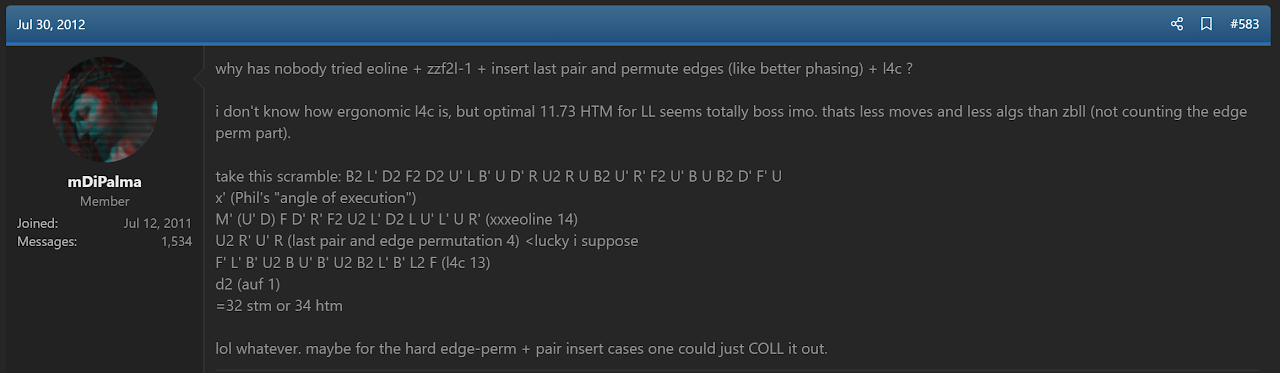 Jul 30, 2012
#583
mDiPalma
Member
Joined: Jul 12, 2011
Messages: 1,534
why has nobody tried eoline + zzf2l-1 + insert last pair and permute edges (like better phasing) + l4c ?
i don't know how ergonomic l4c is, but optimal 11.73 HTM for LL seems totally boss imo. thats less moves and less algs than zbll (not counting the edge
perm part).
take this scramble: B2 L' D2 F2 D2 U' L B' U D' R U2 R U B2 U' R' F2 U' B U B2 D' F' U
x' (Phil's "angle of execution")
M' (U' D) F D' R' F2 U2 L' D2 L U' L' U R' (xxxeoline 14)
U2 R' U' R (last pair and edge permutation 4) <lucky i suppose
F' L' B' U2 B U' B' U2 B2 L' B' L2 F (l4c 13)
d2 (auf 1)
=32 stm or 34 htm
lol whatever. maybe for the hard edge-perm + pair insert cases one could just COLL it out.